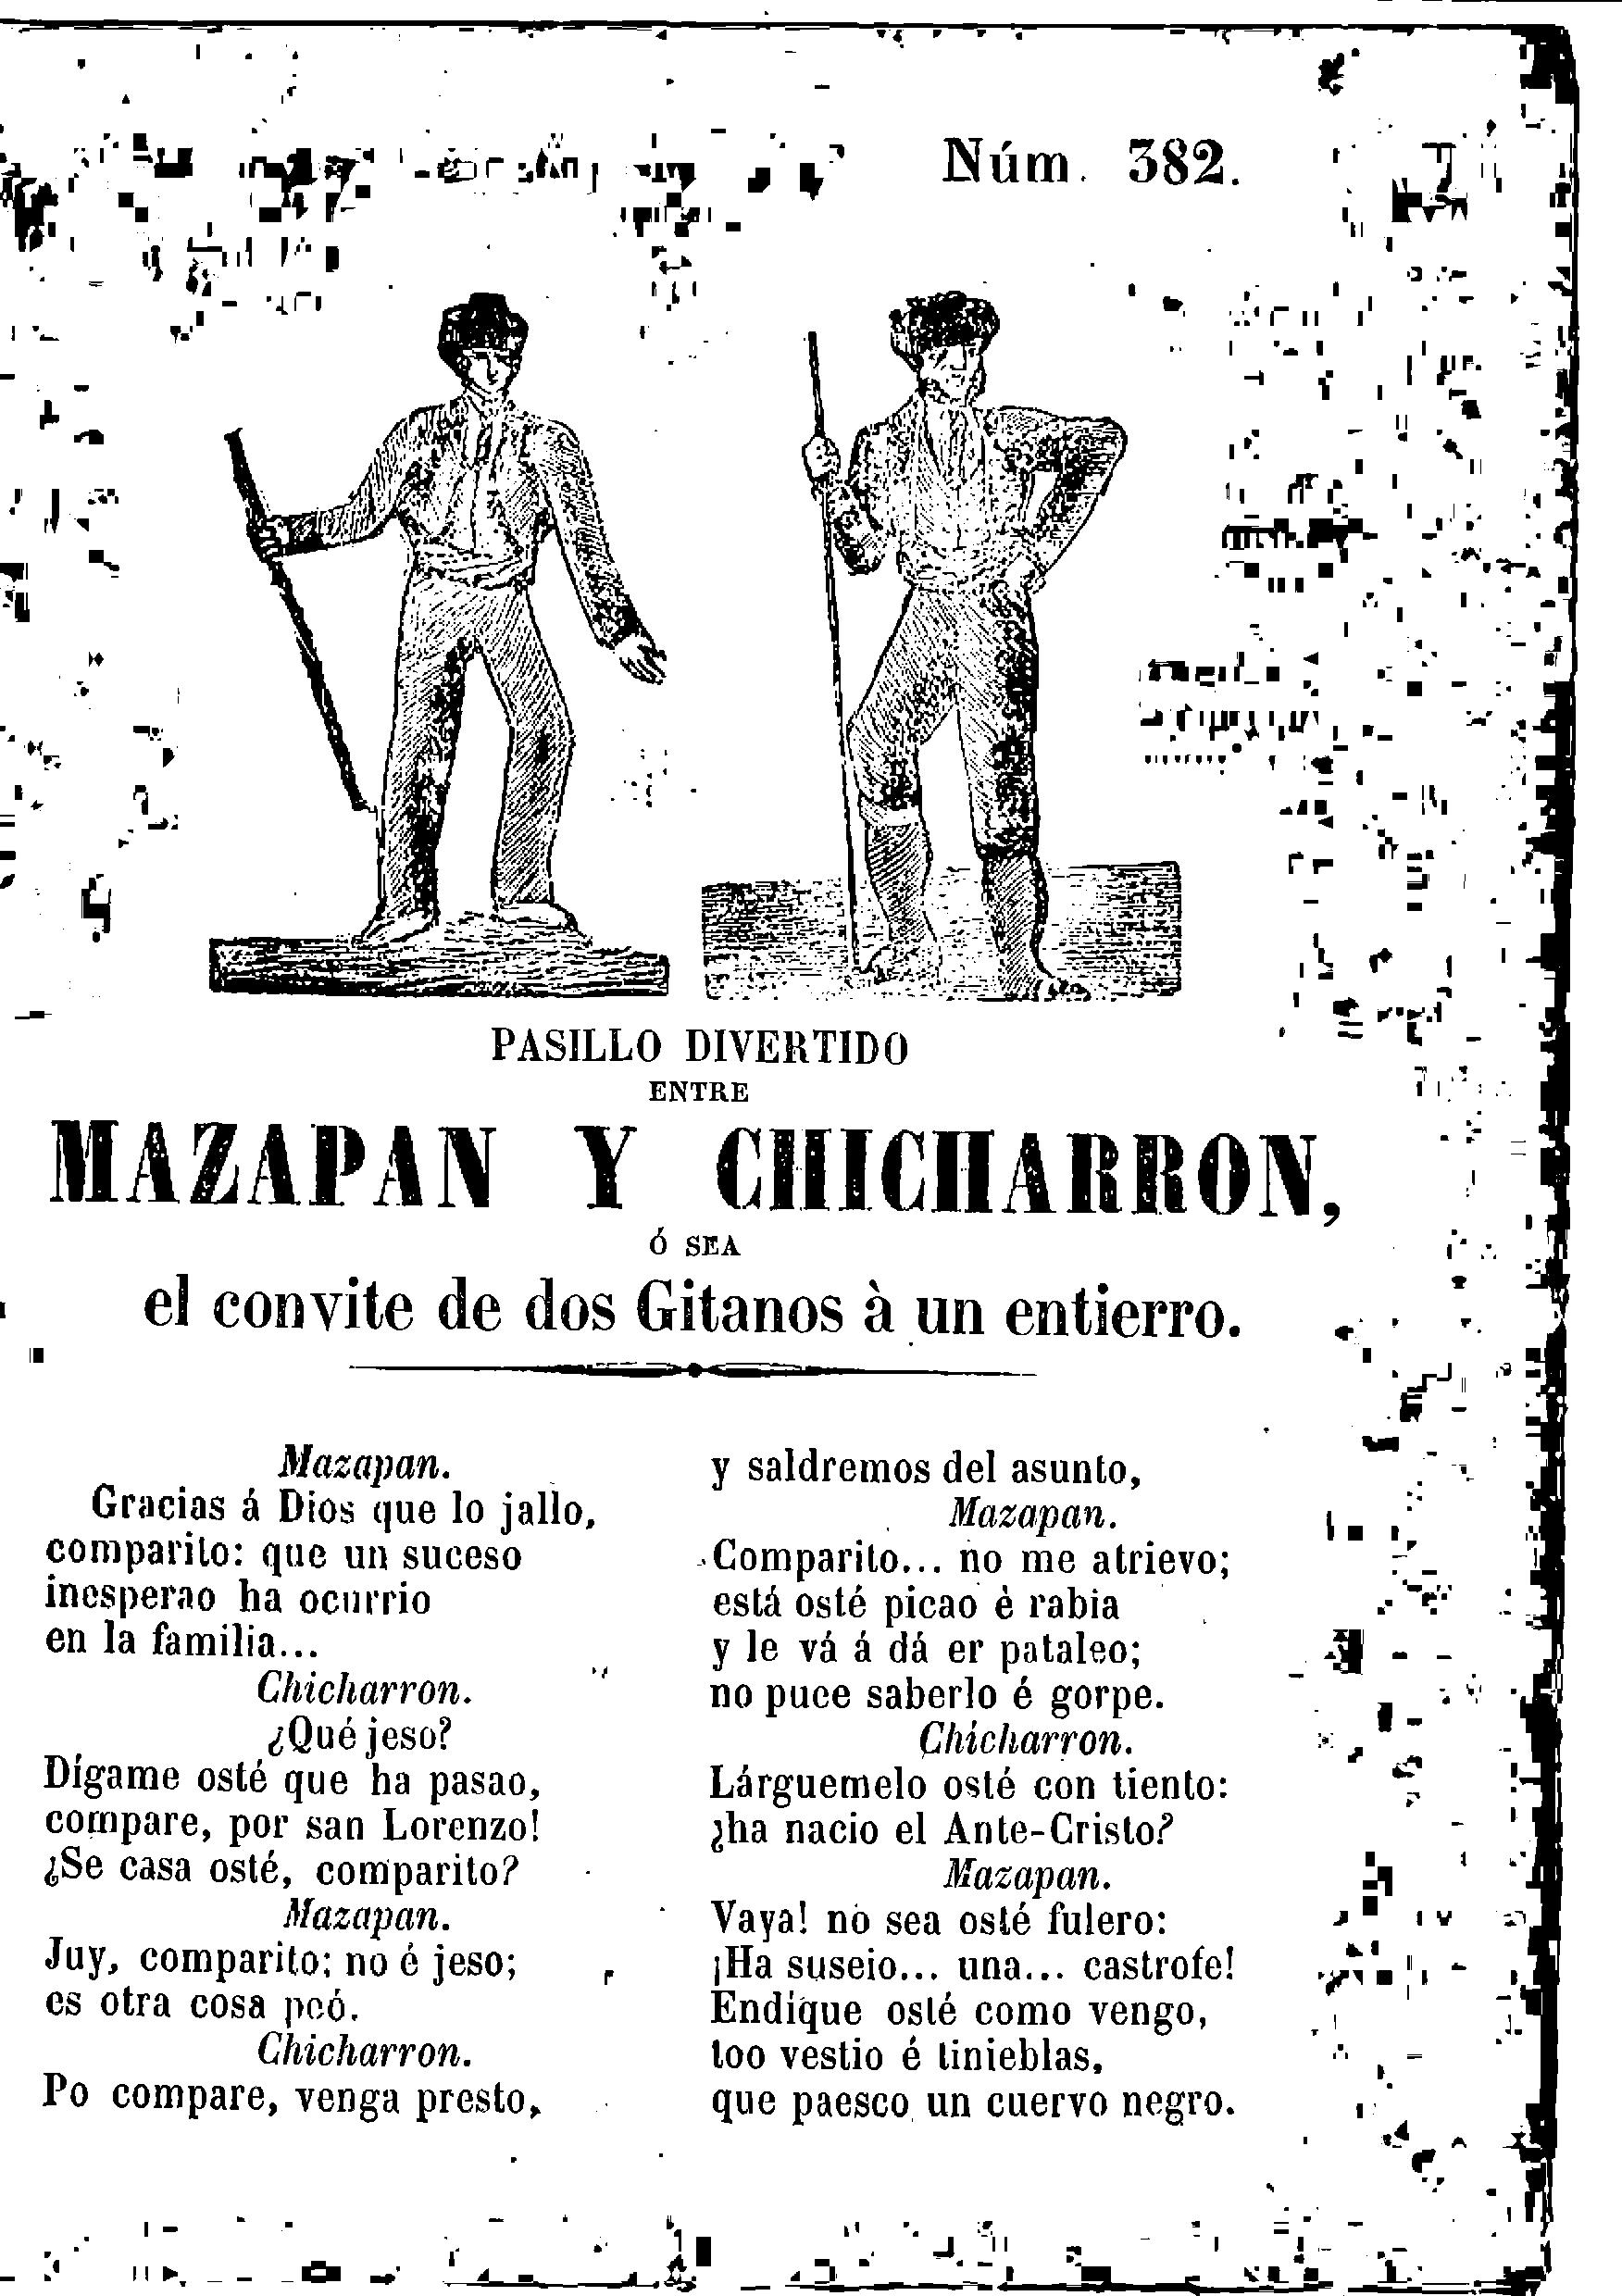 Núm. 382.
PASILLO DIVERTIDO
ENTRE
MAZAPAN Y CHICHARRON,
Ó SEA
el convite de dos Gitanos à un entierro.
Mazapan.
Gracias á Dios que lo jallo,
comparito: que un suceso
inesperao ha ocurrio
en la familia...
Chicharron.
¿Qué jeso?
Dígame osté que ha pasao,
compare, por san Lorenzo!
¿Se casa osté, comparito?
Mazapan.
Juy, comparito; no é jeso;
es otra cosa peó.
Chicharron.
Po compare, venga presto,
y saldremos del asunto,
Mazapan.
Comparito... no me atrievo;
está osté picao è rabia
y le vá á dá er pataleo;
no puee saberlo é gorpe.
Chicharron.
Lárguemelo osté con tiento:
¿ha nacio el Ante-Cristo?
Mazapan.
Vaya! no sea osté fulero:
¡Ha suseio... una... castrofe!
Endique osté como vengo,
too vestio é tinieblas,
que paesco un cuervo negro.